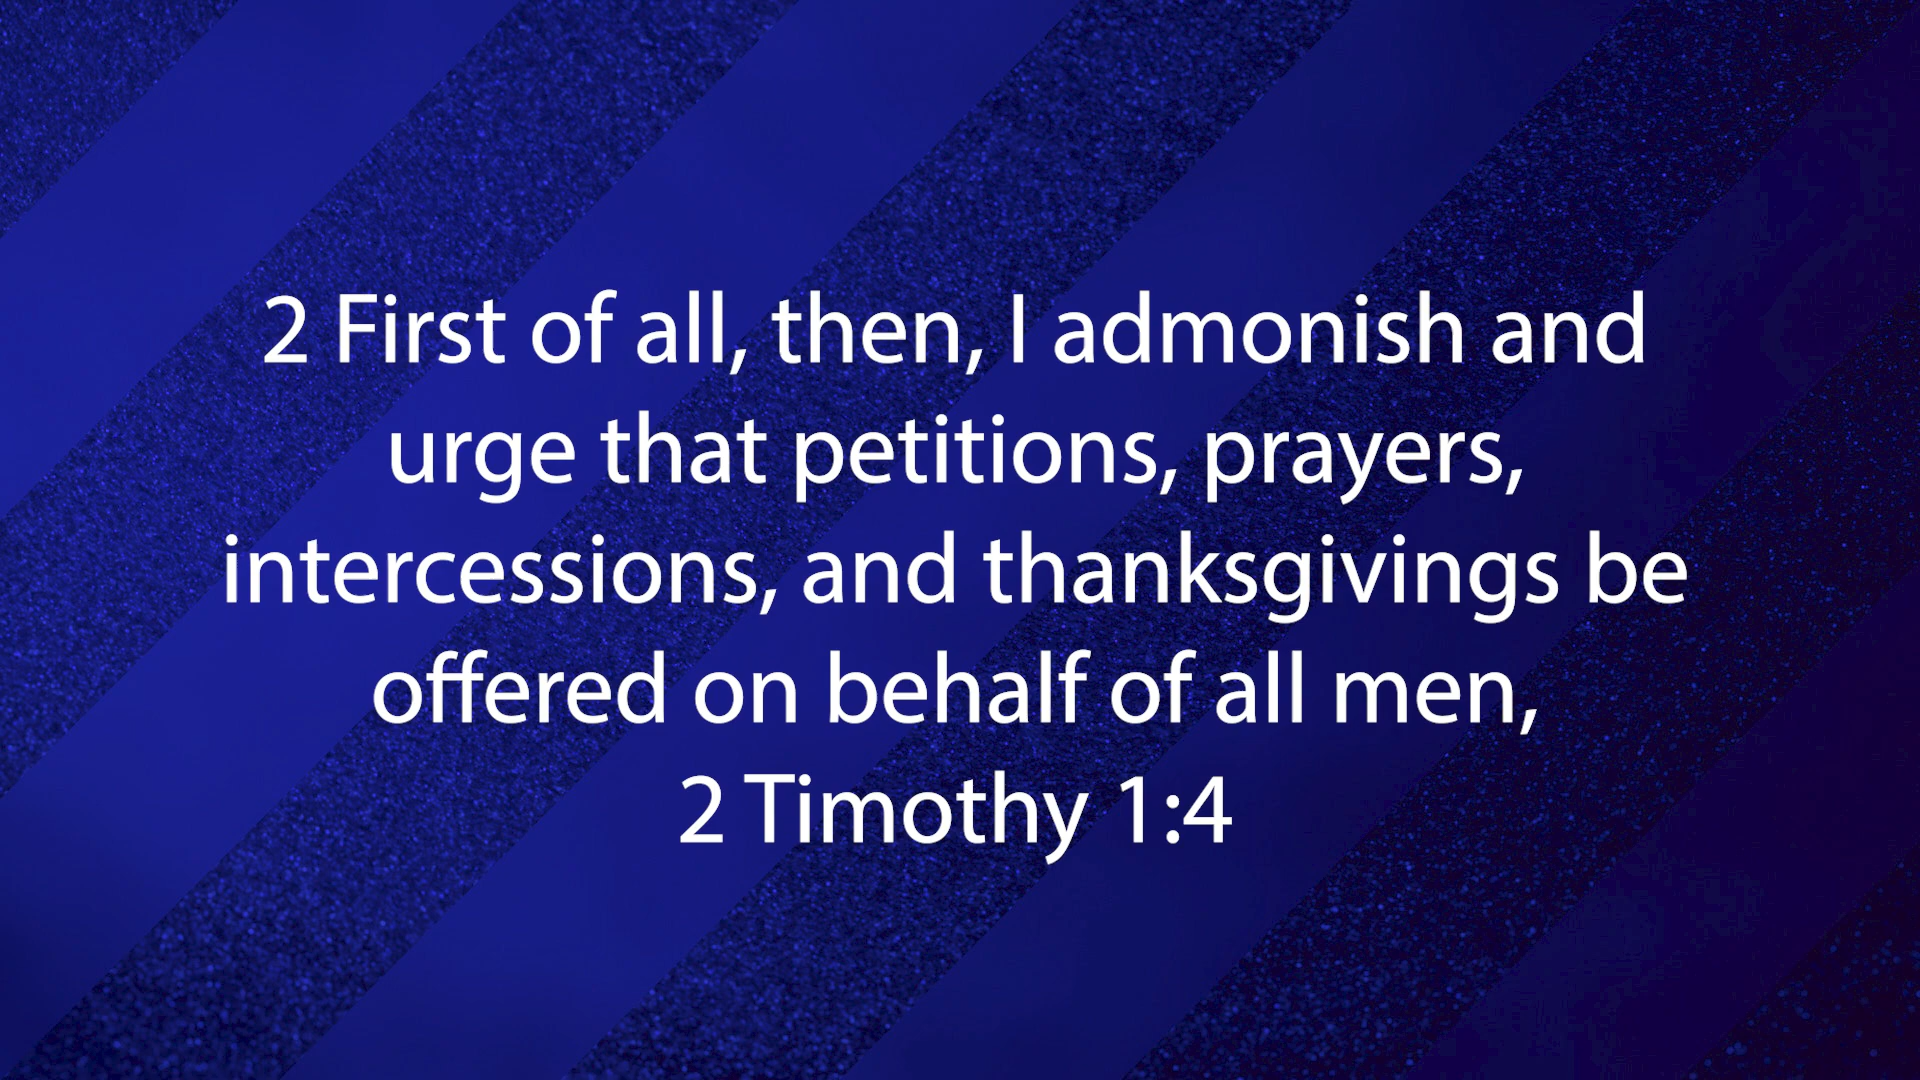 2 First of all, then, I admonish and
urge that petitions, prayers,
intercessions, and thanksgivings be
offered on behalf of all men,
2 Timothy 1:4